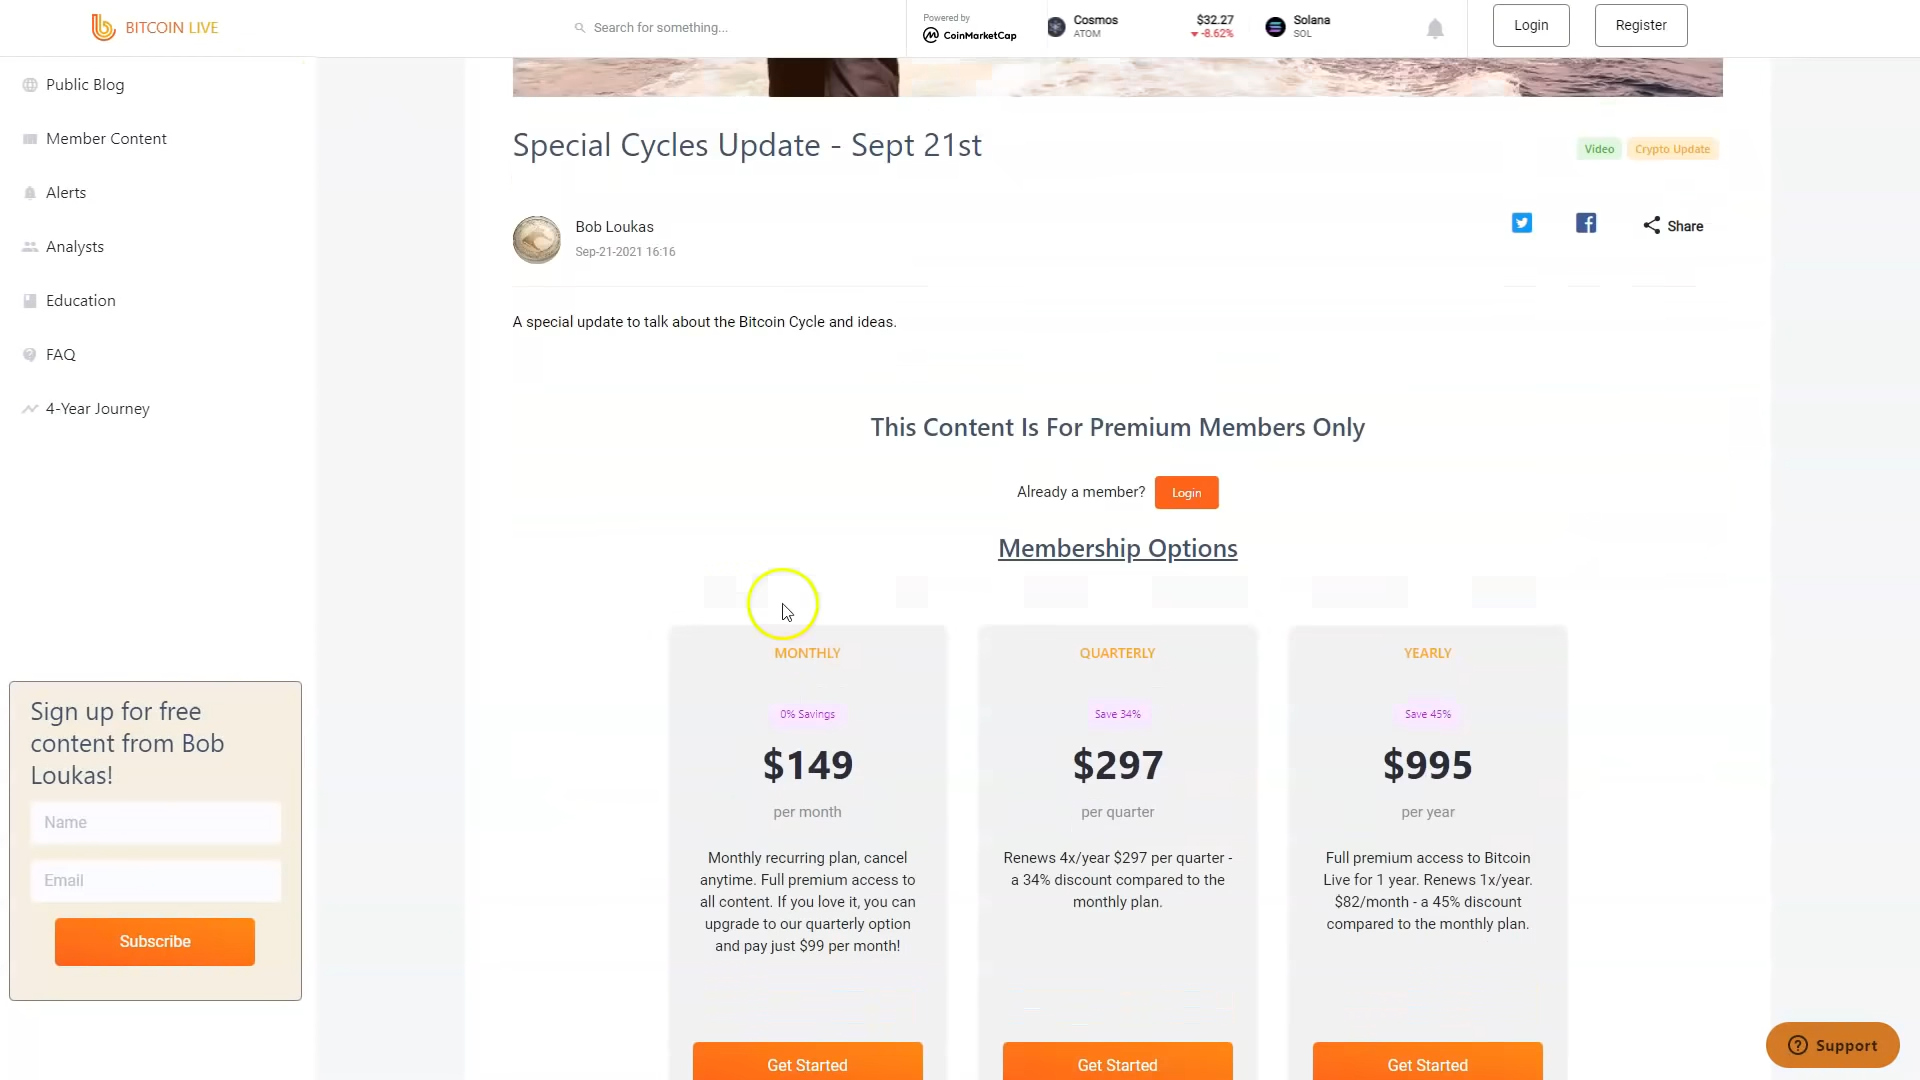 BITCOIN LIVE
Search for something...
Powered by
CoinMarketCap
Cosmos
ATOM
$32.27
-8.62%
Solana
SOL
Login
Register
Public Blog
Member Content
Alerts
Analysts
Education
FAQ
4-Year Journey
Special Cycles Update - Sept 21st
Video
Crypto Update
Bob Loukas
Sep-21-2021 16:16
Share
A special update to talk about the Bitcoin Cycle and ideas.
This Content Is For Premium Members Only
Already a member?
Login
Membership Options
MONTHLY
0% Savings
$149
per month
Monthly recurring plan, cancel
anytime. Full premium access to
all content. If you love it, you can
upgrade to our quarterly option
and pay just $99 per month!
Get Started
QUARTERLY
Save 34%
$297
per quarter
Renews 4x/year $297 per quarter -
a 34% discount compared to the
monthly plan.
Get Started
YEARLY
Save 45%
$995
per year
Full premium access to Bitcoin
Live for 1 year. Renews 1x/year.
$82/month - a 45% discount
compared to the monthly plan.
Get Started
Sign up for free
content from Bob
Loukas!
Name
Email
Subscribe
Support